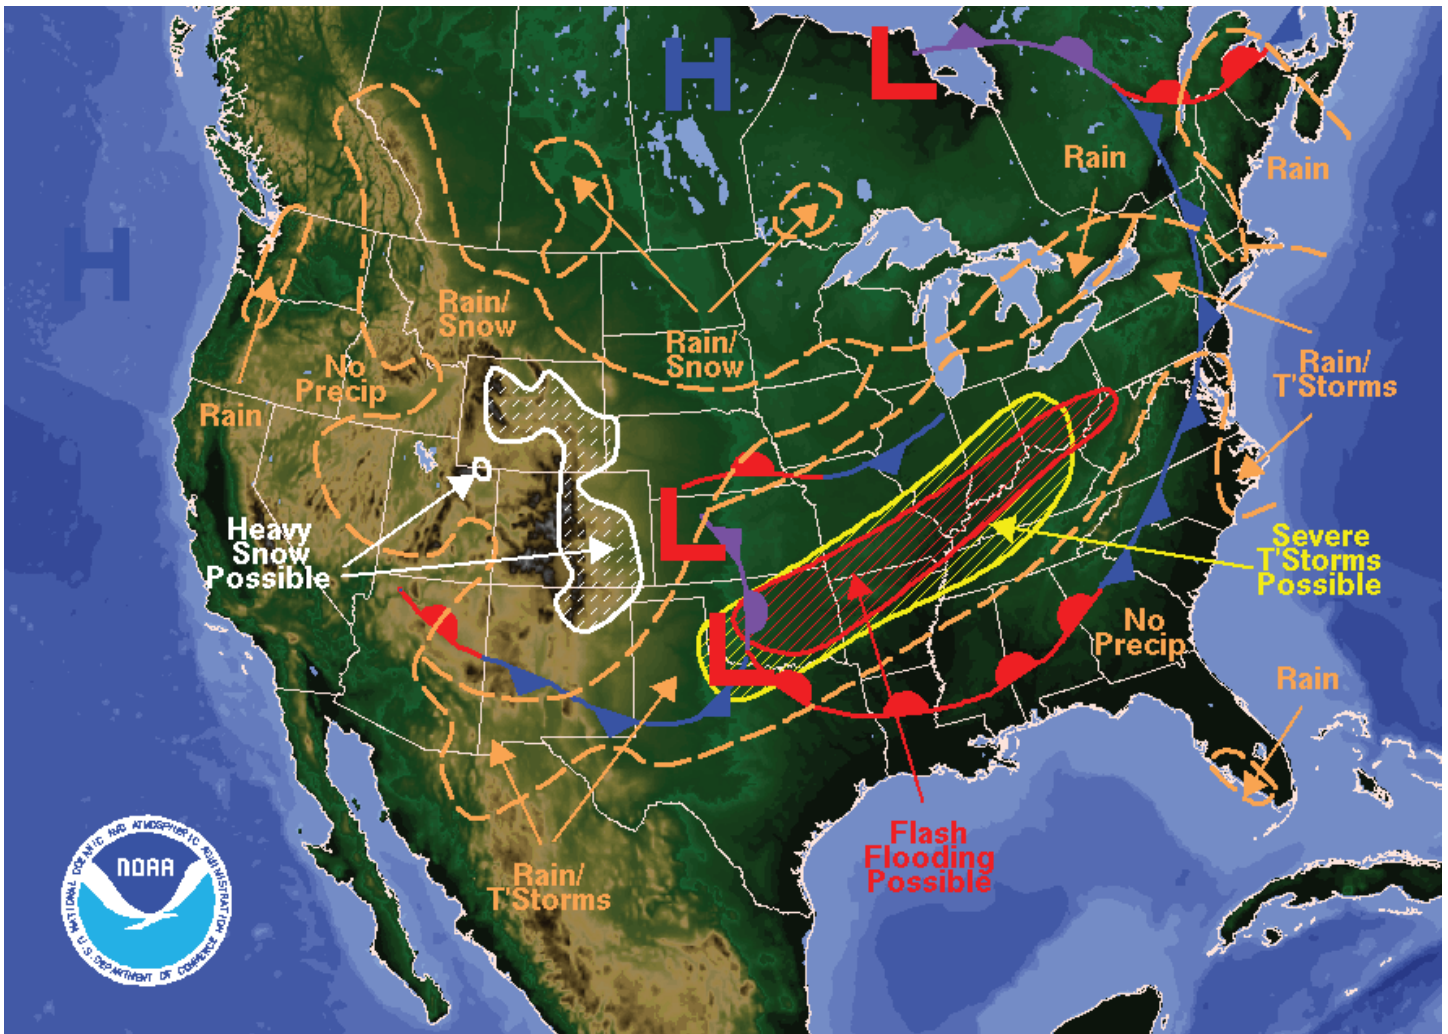 L
H
Rain
Rain
H
Rain/
Snow
Rain/
Snow
No
Precip
Rain/
T'Storms
Rain
Heavy
Snow
Possible
L
Severe
T'Storms
Possible
L
No
Precip
Rain
Flash
Flooding
Possible
Rain/
T'Storms
NATIONAL OCEANIC AND ATMOSPHERIC ADMINISTRATION
NOAA
U.S. DEPARTMENT OF COMMERCE